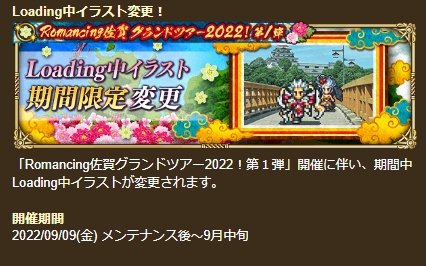 Loading中イラスト変更！
Romancing佐賀グランドツアー2022！第1弾
Loading中イラスト
期間限定変更
「Romancing佐賀グランドツアー2022！第１弾」開催に伴い、期間中
Loading中イラストが変更されます。
開催期間
2022/09/09(金) メンテナンス後～9月中旬